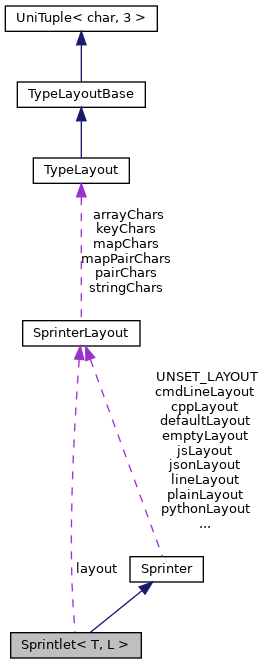 UniTuple< char, 3 >
TypeLayoutBase
TypeLayout
arrayChars
keyChars
mapChars
mapPairChars
pairChars
stringChars
SprinterLayout
UNSET_LAYOUT
cmdLineLayout
cppLayout
defaultLayout
emptyLayout
jsLayout
jsonLayout
lineLayout
plainLayout
pythonLayout
...
layout
Sprinter
Sprintlet< T, L >